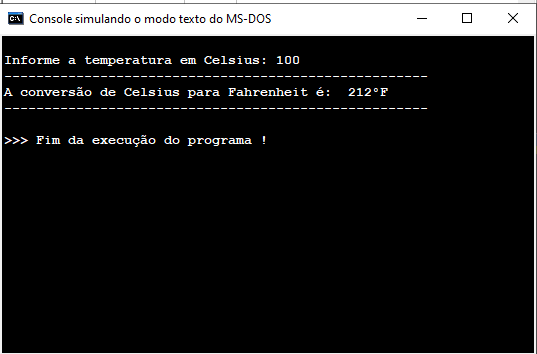 Console simulando o modo texto do MS-DOS
Informe a temperatura em Celsius: 100
-----------------------------------------------------
A conversão de Celsius para Fahrenheit é:  212°F
-----------------------------------------------------
>>> Fim da execução do programa !